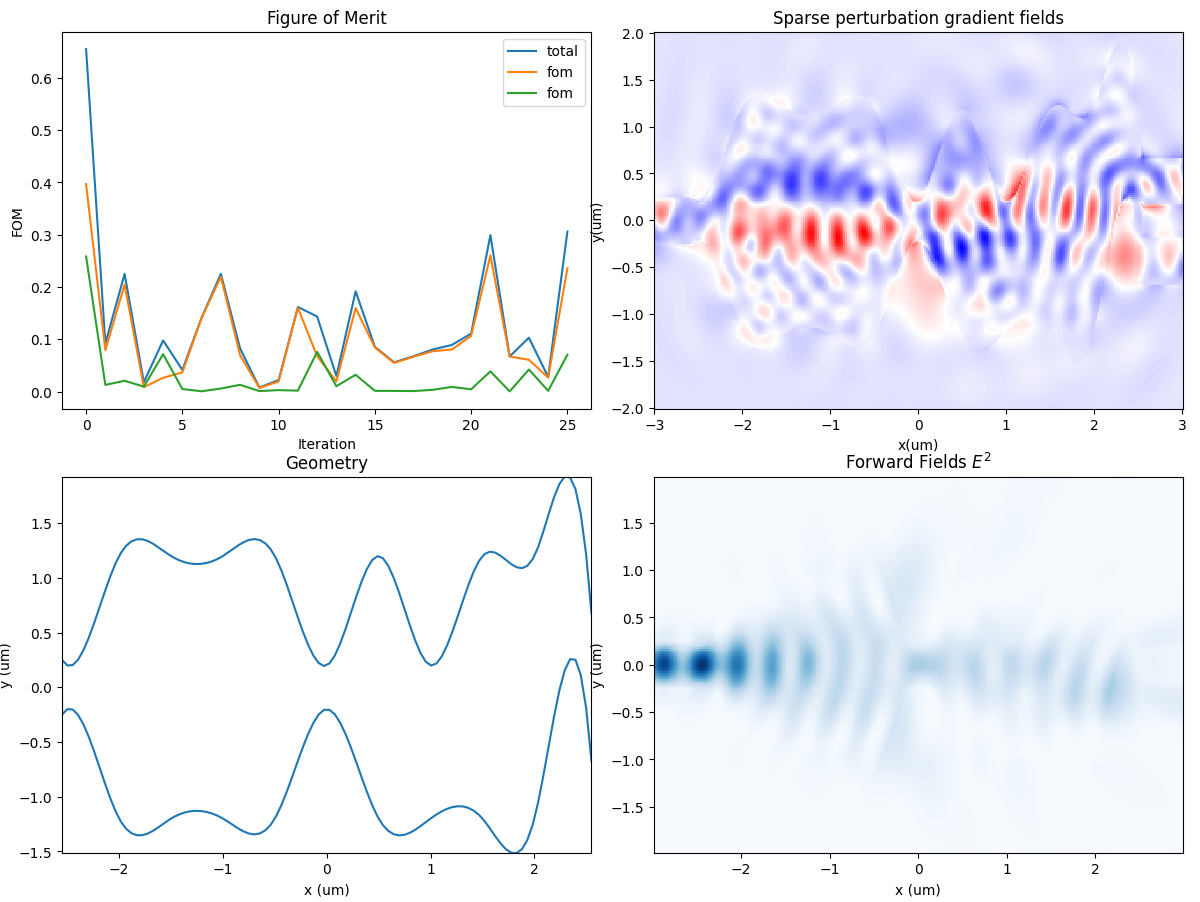 Figure of Merit
FOM
0.6
0.5
0.4
0.3
0.2
0.1
0.0
total
fom
fom
0 5 10 15 20 25
Iteration
Sparse perturbation gradient fields
y(um)
2.0
1.5
1.0
0.5
0.0
−0.5
−1.0
−1.5
−2.0
−3 −2 −1 0 1 2 3
x(um)
Geometry
y (um)
1.5
1.0
0.5
0.0
−0.5
−1.0
−1.5
−2 −1 0 1 2
x (um)
Forward Fields E²
y (um)
1.5
1.0
0.5
0.0
−0.5
−1.0
−1.5
−2 −1 0 1 2
x (um)